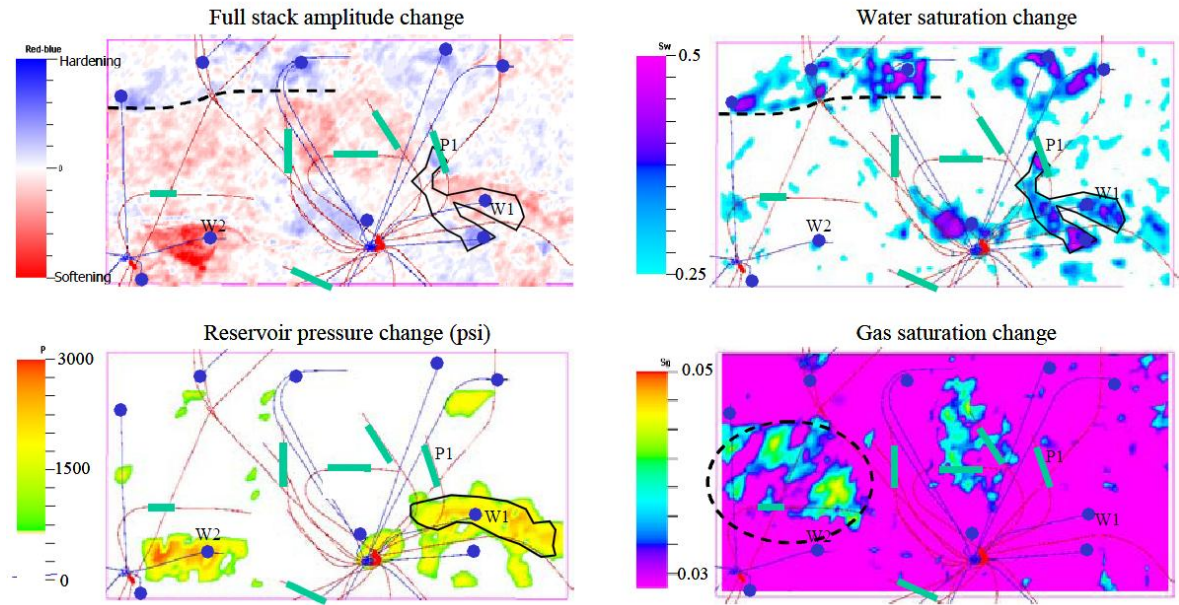 Full stack amplitude change
Red-blue
Hardening
0
Softening
P1
W1
W2
Water saturation change
Sw
0.5
0.25
P1
W1
W2
Reservoir pressure change (psi)
P
3000
1500
0
P1
W1
W2
Gas saturation change
Sg
0.05
0.03
P1
W1
W2